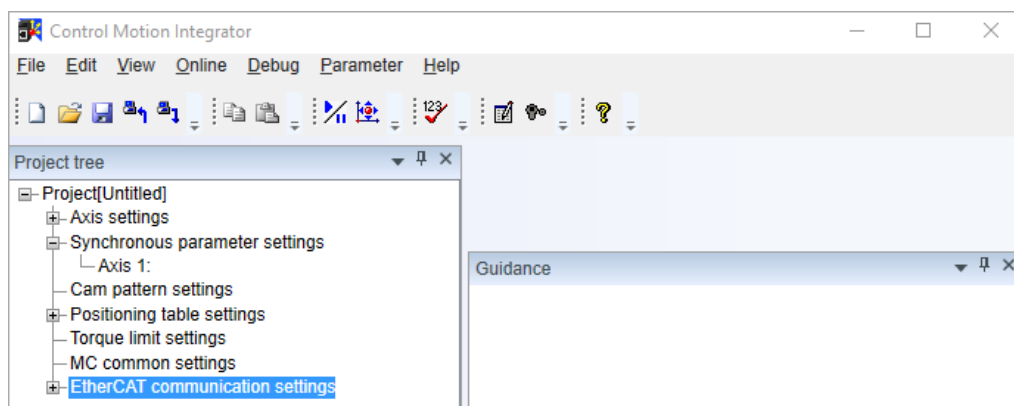 Control Motion Integrator
File Edit View Online Debug Parameter Help
123
?
Project tree
Project[Untitled]
Axis settings
Synchronous parameter settings
Axis 1:
Cam pattern settings
Positioning table settings
Torque limit settings
MC common settings
EtherCAT communication settings
Guidance